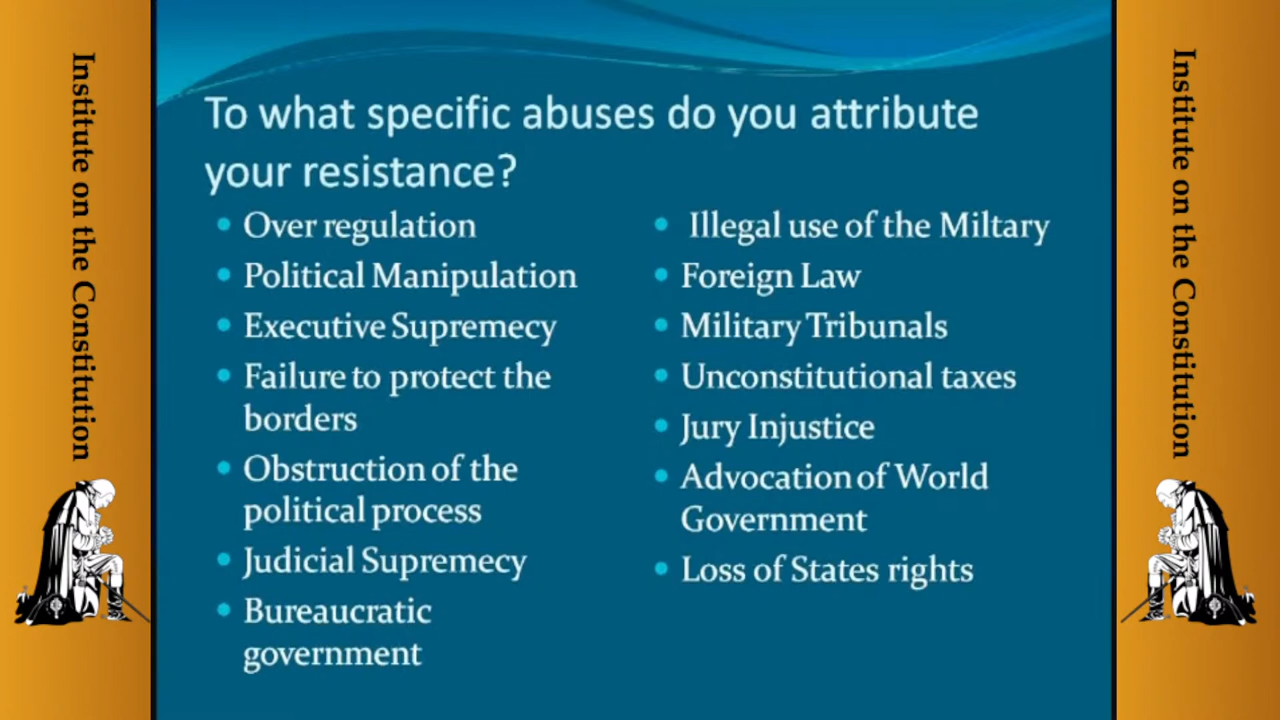 Institute on the Constitution
To what specific abuses do you attribute
your resistance?
Over regulation
Political Manipulation
Executive Supremecy
Failure to protect the
borders
Obstruction of the
political process
Judicial Supremecy
Bureaucratic
government
Illegal use of the Miltary
Foreign Law
Military Tribunals
Unconstitutional taxes
Jury Injustice
Advocation of World
Government
Loss of States rights
Institute on the Constitution